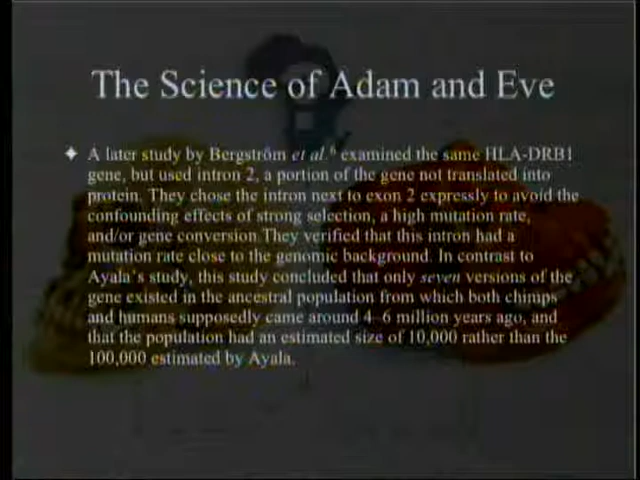 The Science of Adam and Eve
✦ A later study by Bergström et al.⁶ examined the same HLA-DRB1
gene, but used intron 2, a portion of the gene not translated into
protein. They chose the intron next to exon 2 expressly to avoid the
confounding effects of strong selection, a high mutation rate,
and/or gene conversion.They verified that this intron had a
mutation rate close to the genomic background. In contrast to
Ayala's study, this study concluded that only seven versions of the
gene existed in the ancestral population from which both chimps
and humans supposedly came around 4–6 million years ago, and
that the population had an estimated size of 10,000 rather than the
100,000 estimated by Ayala.